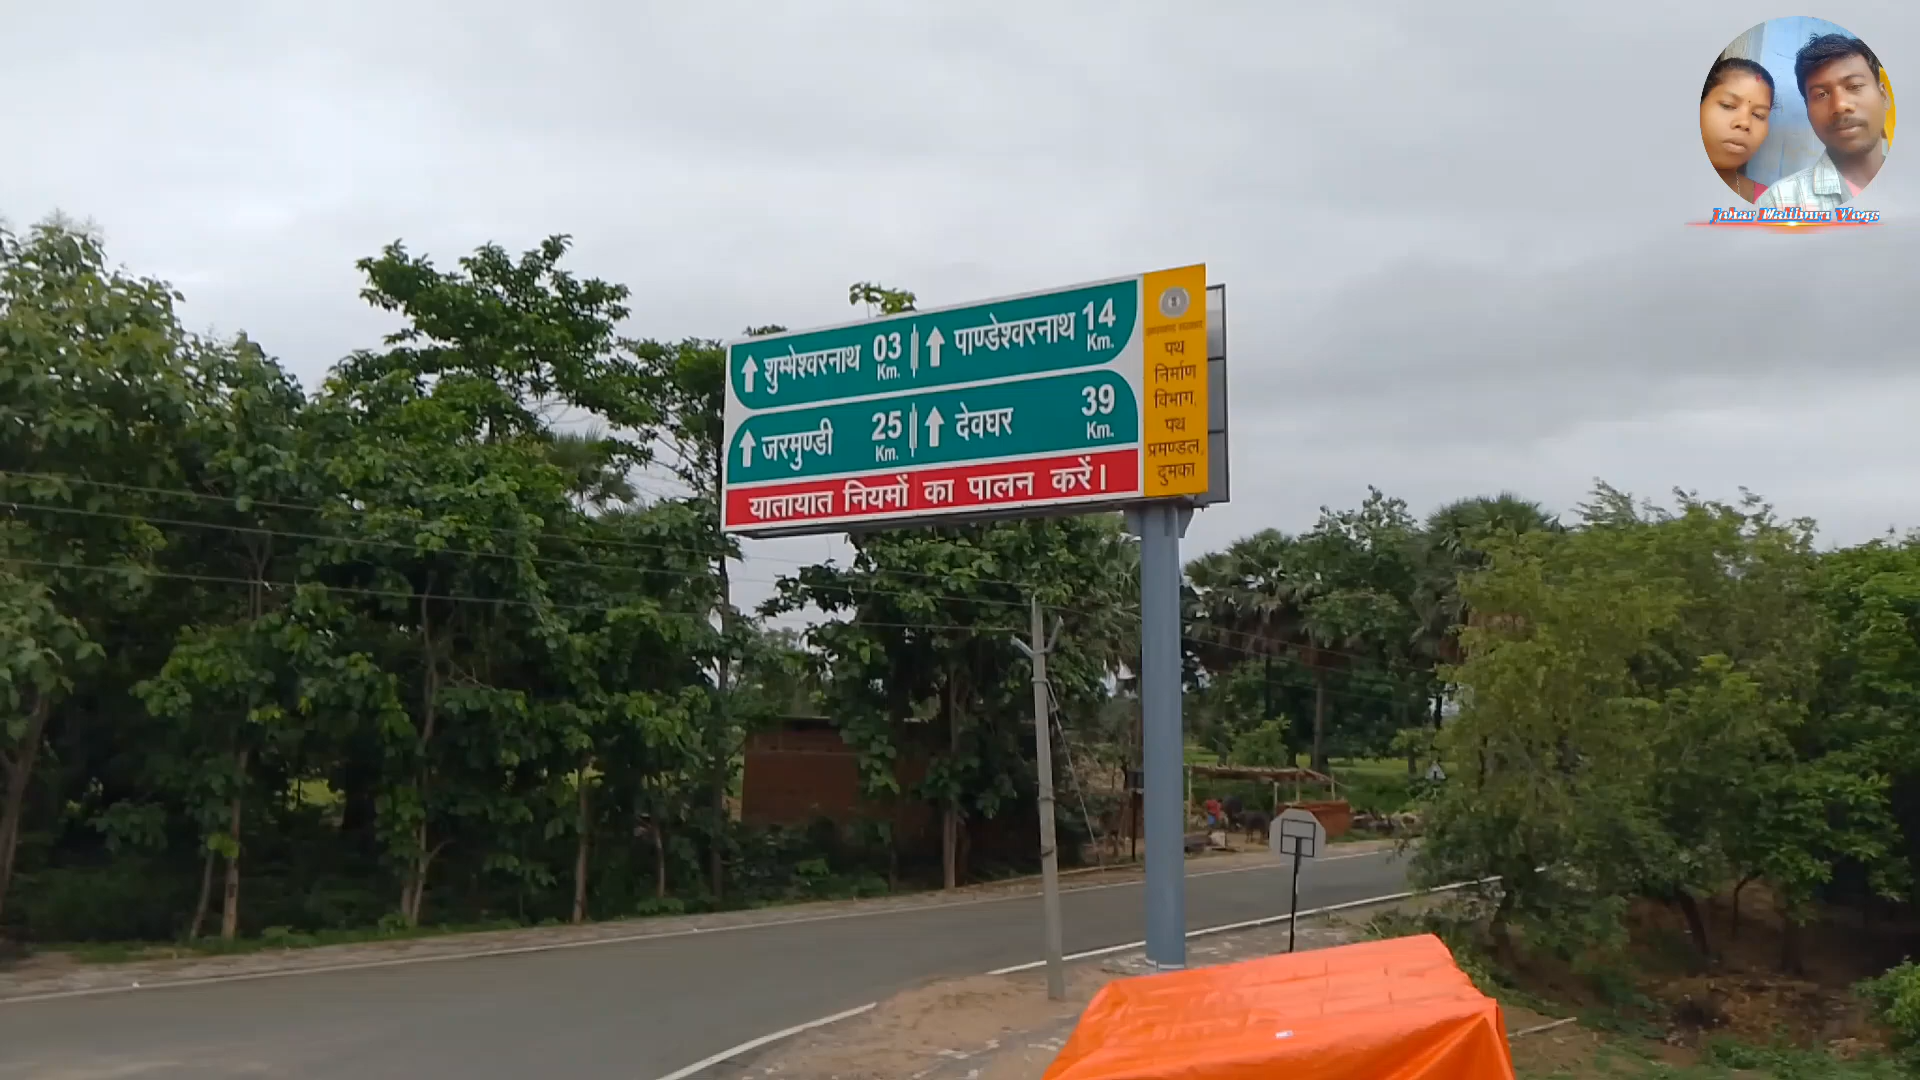 शुम्भेश्वरनाथ 03 Km. पाण्डेश्वरनाथ 14 Km.
जरमुण्डी 25 Km. देवघर 39 Km.
यातायात नियमों का पालन करें।
पथ
निर्माण
विभाग,
पथ
प्रमण्डल,
दुमका